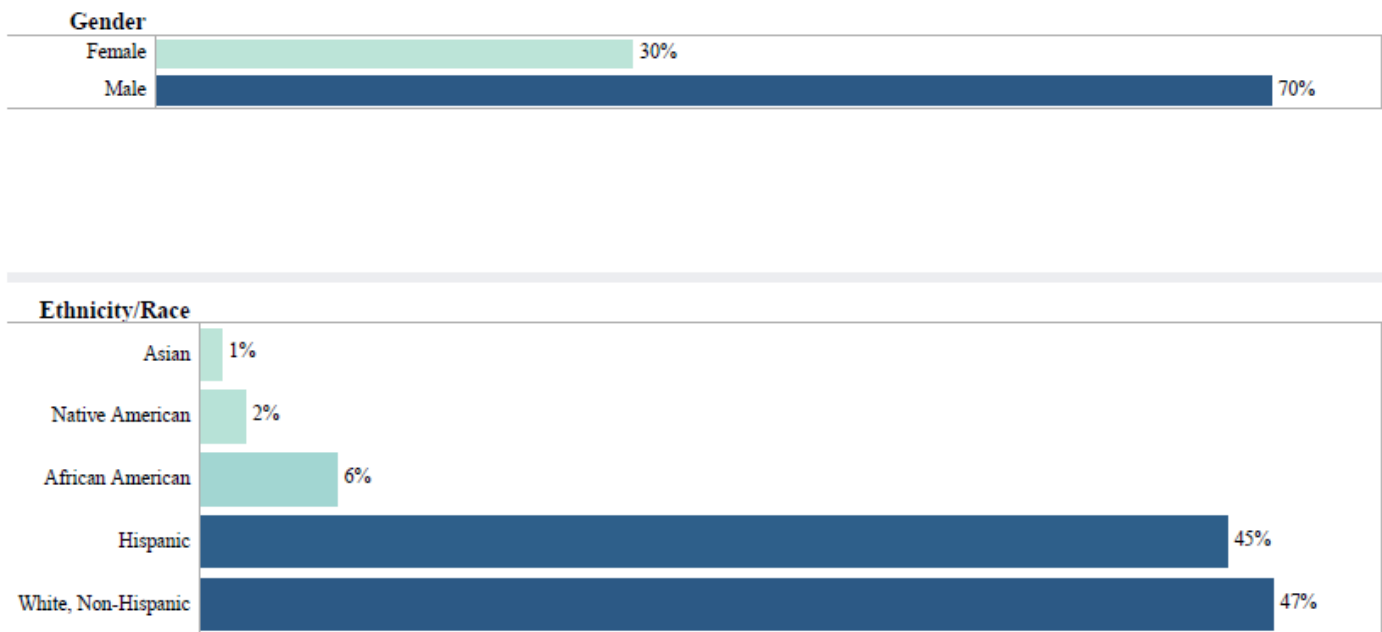 Gender
Female 30%
Male 70%
Ethnicity/Race
Asian 1%
Native American 2%
African American 6%
Hispanic 45%
White, Non-Hispanic 47%